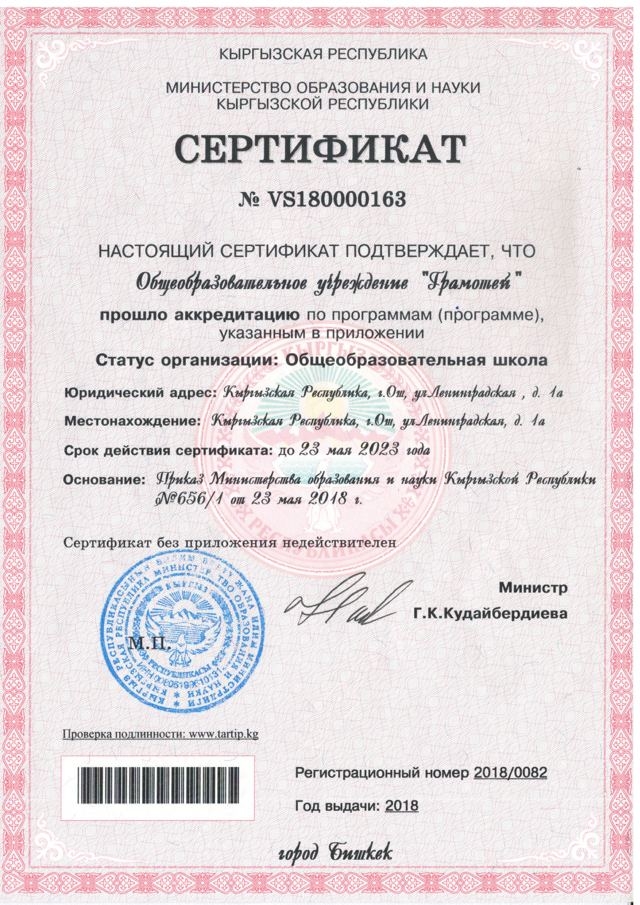 КЫРГЫЗСКАЯ РЕСПУБЛИКА
МИНИСТЕРСТВО ОБРАЗОВАНИЯ И НАУКИ
КЫРГЫЗСКОЙ РЕСПУБЛИКИ
СЕРТИФИКАТ
№ VS180000163
НАСТОЯЩИЙ СЕРТИФИКАТ ПОДТВЕРЖДАЕТ, ЧТО
Общеобразовательное учреждение "Грамотей"
прошло аккредитацию по программам (программе),
указанным в приложении
Статус организации: Общеобразовательная школа
Юридический адрес: Кыргызская Республика, г.Ош, ул.Ленинградская , д. 1а
Местонахождение: Кыргызская Республика, г.Ош, ул.Ленинградская, д. 1а
Срок действия сертификата: до 23 мая 2023 года
Основание: Приказ Министерства образования и науки Кыргызской Республики
№656/1 от 23 мая 2018 г.
Сертификат без приложения недействителен
Министр
Г.К.Кудайбердиева
М.П.
Проверка подлинности: www.tartip.kg
Регистрационный номер 2018/0082
Год выдачи: 2018
город Бишкек